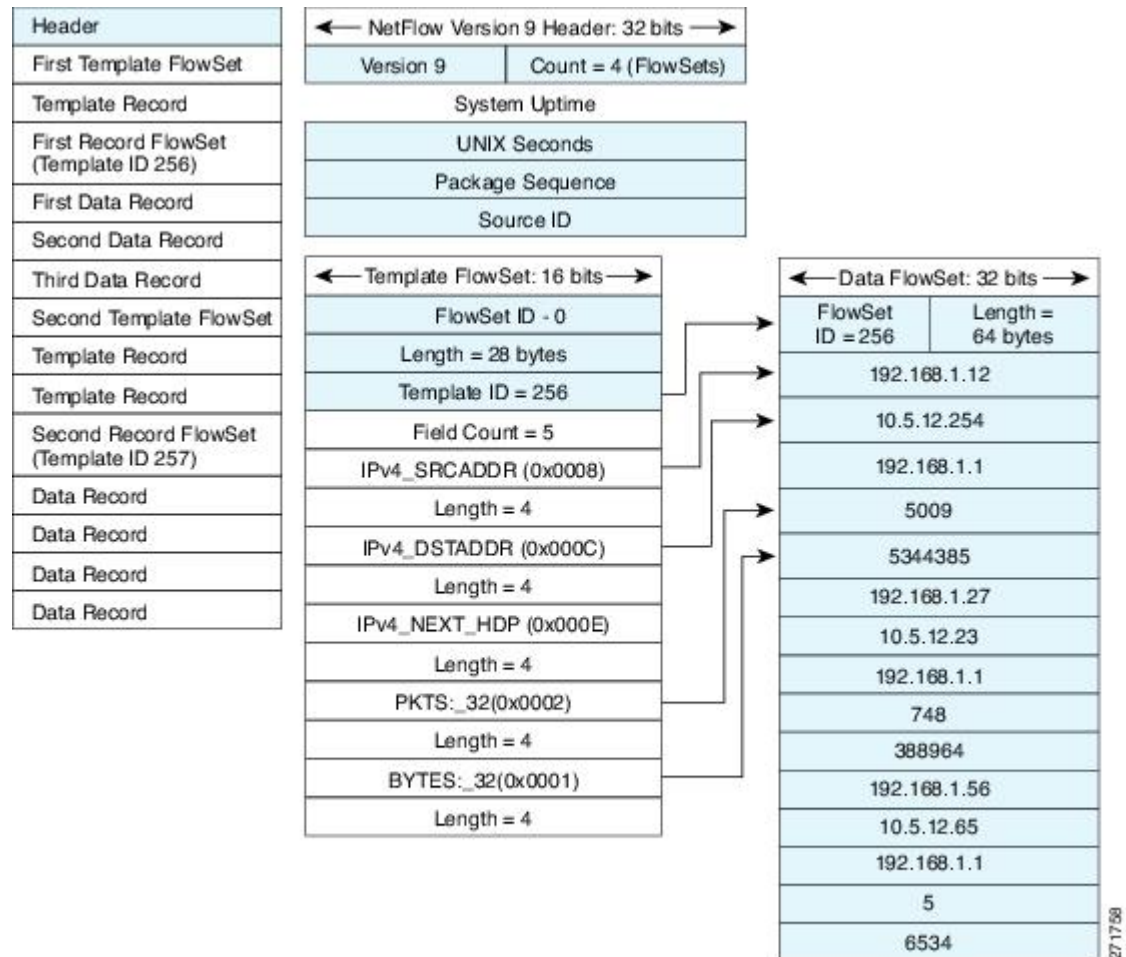 Header
First Template FlowSet
Template Record
First Record FlowSet
(Template ID 256)
First Data Record
Second Data Record
Third Data Record
Second Template FlowSet
Template Record
Template Record
Second Record FlowSet
(Template ID 257)
Data Record
Data Record
Data Record
Data Record
NetFlow Version 9 Header: 32 bits
Version 9
Count = 4 (FlowSets)
System Uptime
UNIX Seconds
Package Sequence
Source ID
Template FlowSet: 16 bits
FlowSet ID - 0
Length = 28 bytes
Template ID = 256
Field Count = 5
IPv4_SRCADDR (0x0008)
Length = 4
IPv4_DSTADDR (0x000C)
Length = 4
IPv4_NEXT_HDP (0x000E)
Length = 4
PKTS:_32(0x0002)
Length = 4
BYTES:_32(0x0001)
Length = 4
Data FlowSet: 32 bits
FlowSet
ID = 256
Length =
64 bytes
192.168.1.12
10.5.12.254
192.168.1.1
5009
5344385
192.168.1.27
10.5.12.23
192.168.1.1
748
388964
192.168.1.56
10.5.12.65
192.168.1.1
5
6534
271758